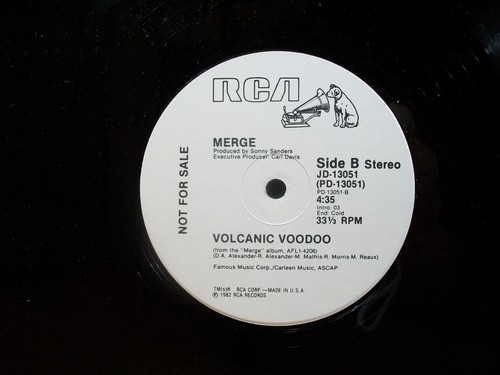 RCA
MERGE
Produced by Sonny Sanders
Executive Producer: Carl Davis
Side B Stereo
JD-13051
(PD-13051)
PD-13051-B
4:35
Intro: 03
End: Cold
33⅓ RPM
NOT FOR SALE
VOLCANIC VOODOO
(from the "Merge" album, AFL1-4206)
(D.A. Alexander-R. Alexander-M. Mathis-R. Morris-M. Reaux)
Famous Music Corp./Carleen Music, ASCAP
TM(s)® RCA CORP—MADE IN U.S.A
℗ 1982 RCA RECORDS